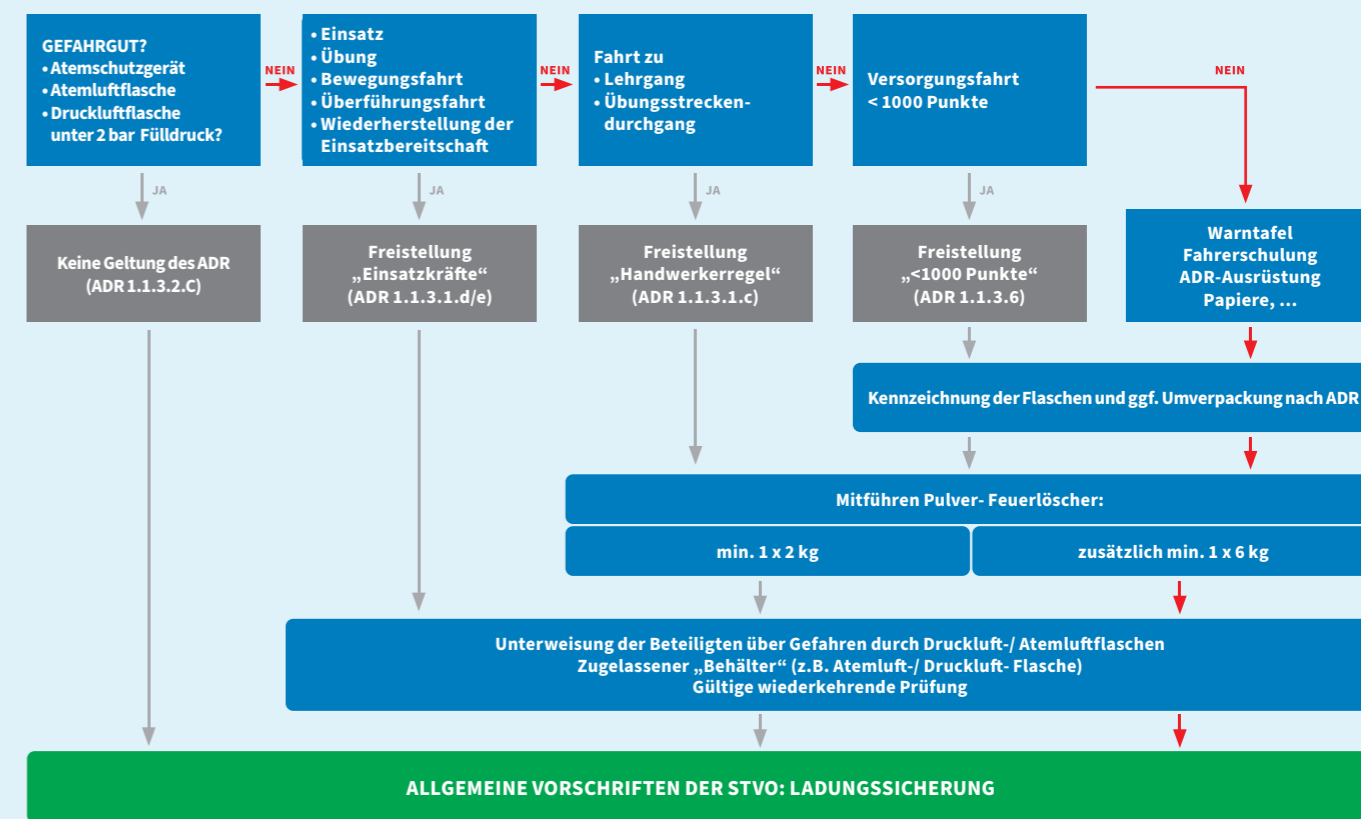 GEFAHRGUT?
• Atemschutzgerät
• Atemluftflasche
• Druckluftflasche
unter 2 bar Fülldruck?
NEIN
• Einsatz
• Übung
• Bewegungsfahrt
• Überführungsfahrt
• Wiederherstellung der
Einsatzbereitschaft
NEIN
Fahrt zu
• Lehrgang
• Übungsstrecken-
durchgang
NEIN
Versorgungsfahrt
< 1000 Punkte
NEIN
JA
JA
JA
JA
Keine Geltung des ADR
(ADR 1.1.3.2.C)
Freistellung
„Einsatzkräfte“
(ADR 1.1.3.1.d/e)
Freistellung
„Handwerkerregel“
(ADR 1.1.3.1.c)
Freistellung
„<1000 Punkte“
(ADR 1.1.3.6)
Warntafel
Fahrerschulung
ADR-Ausrüstung
Papiere, ...
Kennzeichnung der Flaschen und ggf. Umverpackung nach ADR
Mitführen Pulver- Feuerlöscher:
min. 1 x 2 kg
zusätzlich min. 1 x 6 kg
Unterweisung der Beteiligten über Gefahren durch Druckluft-/ Atemluftflaschen
Zugelassener „Behälter“ (z.B. Atemluft-/ Druckluft- Flasche)
Gültige wiederkehrende Prüfung
ALLGEMEINE VORSCHRIFTEN DER STVO: LADUNGSSICHERUNG